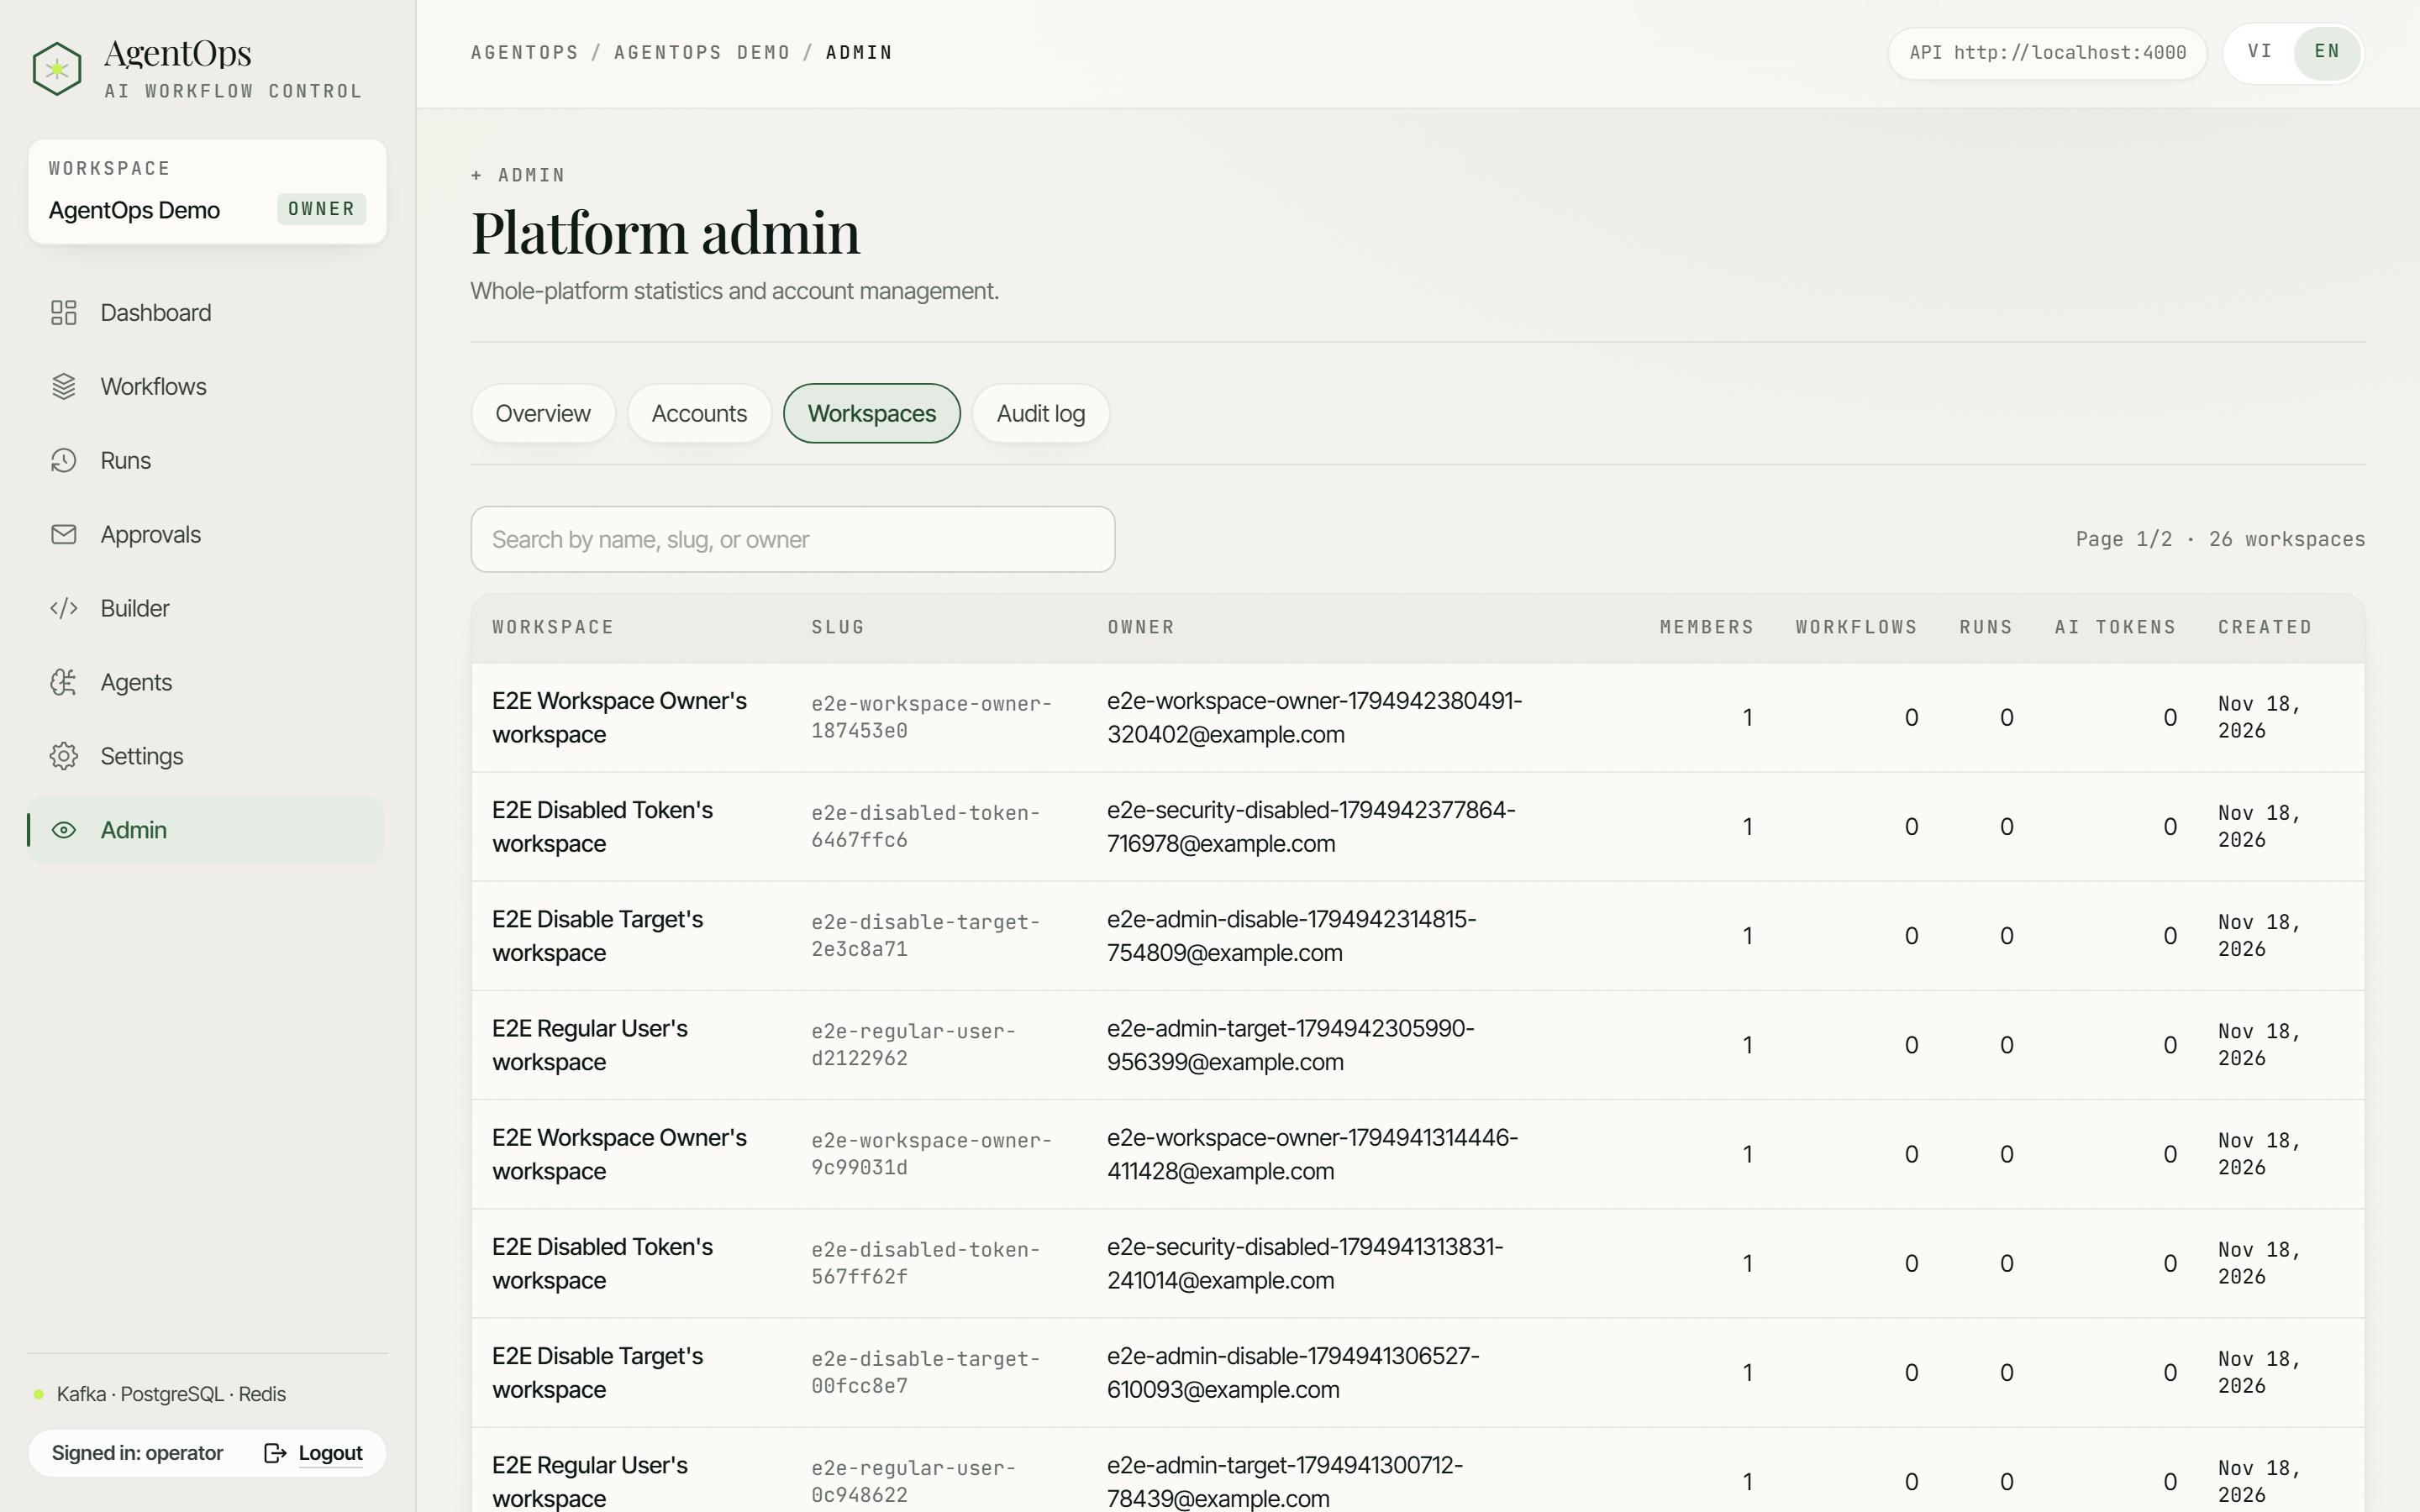 AgentOps
AI WORKFLOW CONTROL
WORKSPACE
AgentOps Demo OWNER
Dashboard
Workflows
Runs
Approvals
Builder
Agents
Settings
Admin
Kafka · PostgreSQL · Redis
Signed in: operator Logout
AGENTOPS / AGENTOPS DEMO / ADMIN
API http://localhost:4000 VI EN
+ ADMIN
Platform admin
Whole-platform statistics and account management.
Overview Accounts Workspaces Audit log
Search by name, slug, or owner Page 1/2 · 26 workspaces
WORKSPACE SLUG OWNER MEMBERS WORKFLOWS RUNS AI TOKENS CREATED
E2E Workspace Owner's e2e-workspace-owner- e2e-workspace-owner-1794942380491- 1 0 0 0 Nov 18,
workspace 187453e0 320402@example.com 2026
E2E Disabled Token's e2e-disabled-token- e2e-security-disabled-1794942377864- 1 0 0 0 Nov 18,
workspace 6467ffc6 716978@example.com 2026
E2E Disable Target's e2e-disable-target- e2e-admin-disable-1794942314815- 1 0 0 0 Nov 18,
workspace 2e3c8a71 754809@example.com 2026
E2E Regular User's e2e-regular-user- e2e-admin-target-1794942305990- 1 0 0 0 Nov 18,
workspace d2122962 956399@example.com 2026
E2E Workspace Owner's e2e-workspace-owner- e2e-workspace-owner-1794941314446- 1 0 0 0 Nov 18,
workspace 9c99031d 411428@example.com 2026
E2E Disabled Token's e2e-disabled-token- e2e-security-disabled-1794941313831- 1 0 0 0 Nov 18,
workspace 567ff62f 241014@example.com 2026
E2E Disable Target's e2e-disable-target- e2e-admin-disable-1794941306527- 1 0 0 0 Nov 18,
workspace 00fcc8e7 610093@example.com 2026
E2E Regular User's e2e-regular-user- e2e-admin-target-1794941300712- 1 0 0 0 Nov 18,
workspace 0c948622 78439@example.com 2026